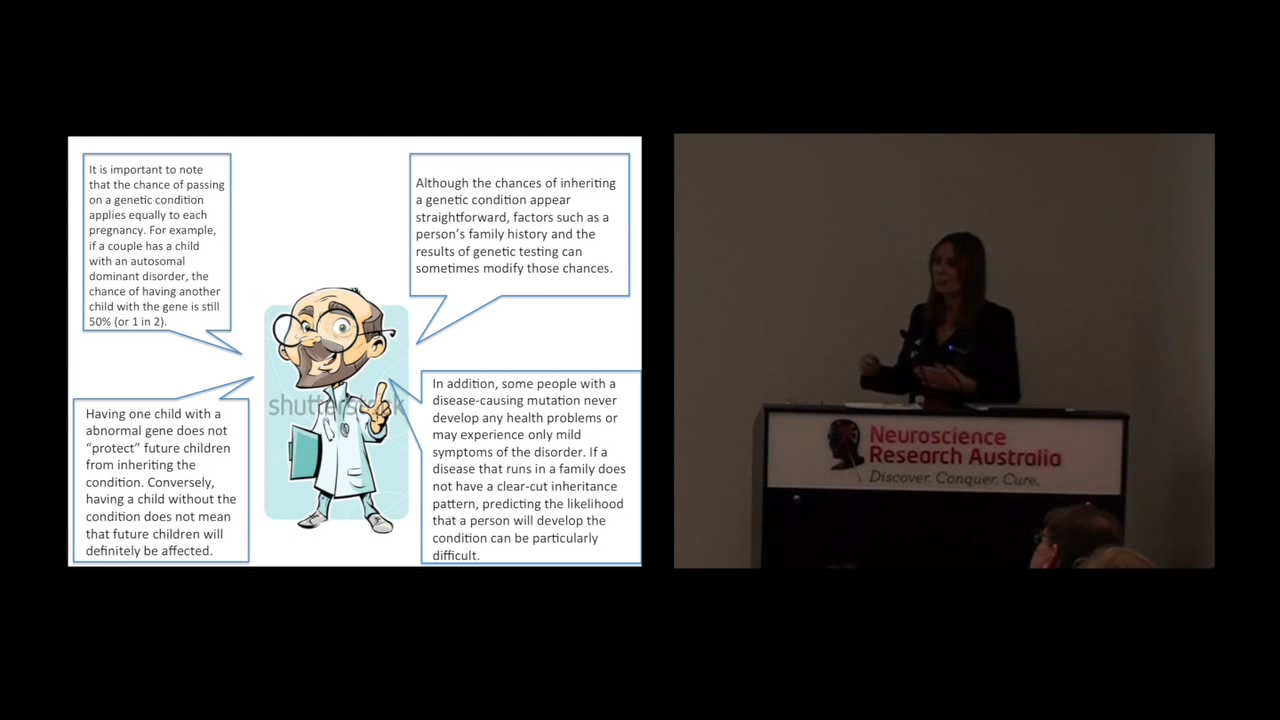 It is important to note
that the chance of passing
on a genetic condition
applies equally to each
pregnancy. For example,
if a couple has a child
with an autosomal
dominant disorder, the
chance of having another
child with the gene is still
50% (or 1 in 2).
Although the chances of inheriting
a genetic condition appear
straightforward, factors such as a
person's family history and the
results of genetic testing can
sometimes modify those chances.
Having one child with a
abnormal gene does not
“protect” future children
from inheriting the
condition. Conversely,
having a child without the
condition does not mean
that future children will
definitely be affected.
In addition, some people with a
disease-causing mutation never
develop any health problems or
may experience only mild
symptoms of the disorder. If a
disease that runs in a family does
not have a clear-cut inheritance
pattern, predicting the likelihood
that a person will develop the
condition can be particularly
difficult.
shutterstock
Neuroscience
Research Australia
Discover. Conquer. Cure.